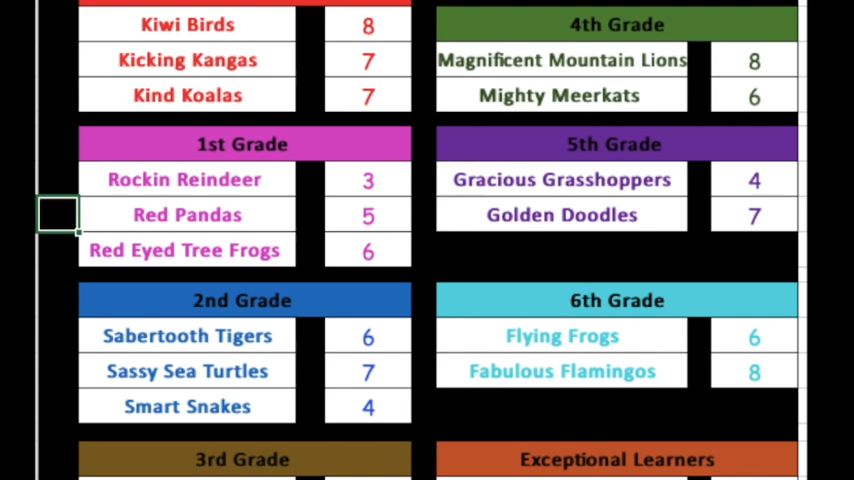 Kiwi Birds 8
Kicking Kangas 7
Kind Koalas 7
1st Grade
Rockin Reindeer 3
Red Pandas 5
Red Eyed Tree Frogs 6
2nd Grade
Sabertooth Tigers 6
Sassy Sea Turtles 7
Smart Snakes 4
3rd Grade
4th Grade
Magnificent Mountain Lions 8
Mighty Meerkats 6
5th Grade
Gracious Grasshoppers 4
Golden Doodles 7
6th Grade
Flying Frogs 6
Fabulous Flamingos 8
Exceptional Learners